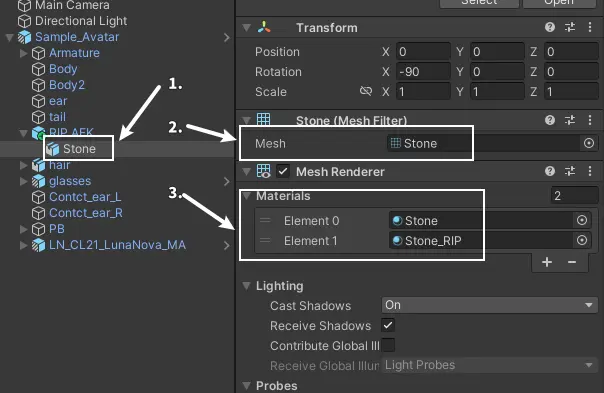 Main Camera
Directional Light
Sample_Avatar
Armature
Body
Body2
ear
tail
RIP_AFK
Stone
hair
glasses
Contct_ear_L
Contct_ear_R
PB
LN_CL21_LunaNova_MA
1.
2.
3.
Select Open
Transform
Position X 0 Y 0 Z 0
Rotation X -90 Y 0 Z 0
Scale X 1 Y 1 Z 1
Stone (Mesh Filter)
Mesh Stone
Mesh Renderer
Materials 2
Element 0 Stone
Element 1 Stone_RIP
+ −
Lighting
Cast Shadows On
Receive Shadows
Contribute Global Ill
Receive Global Illur Light Probes
Probes